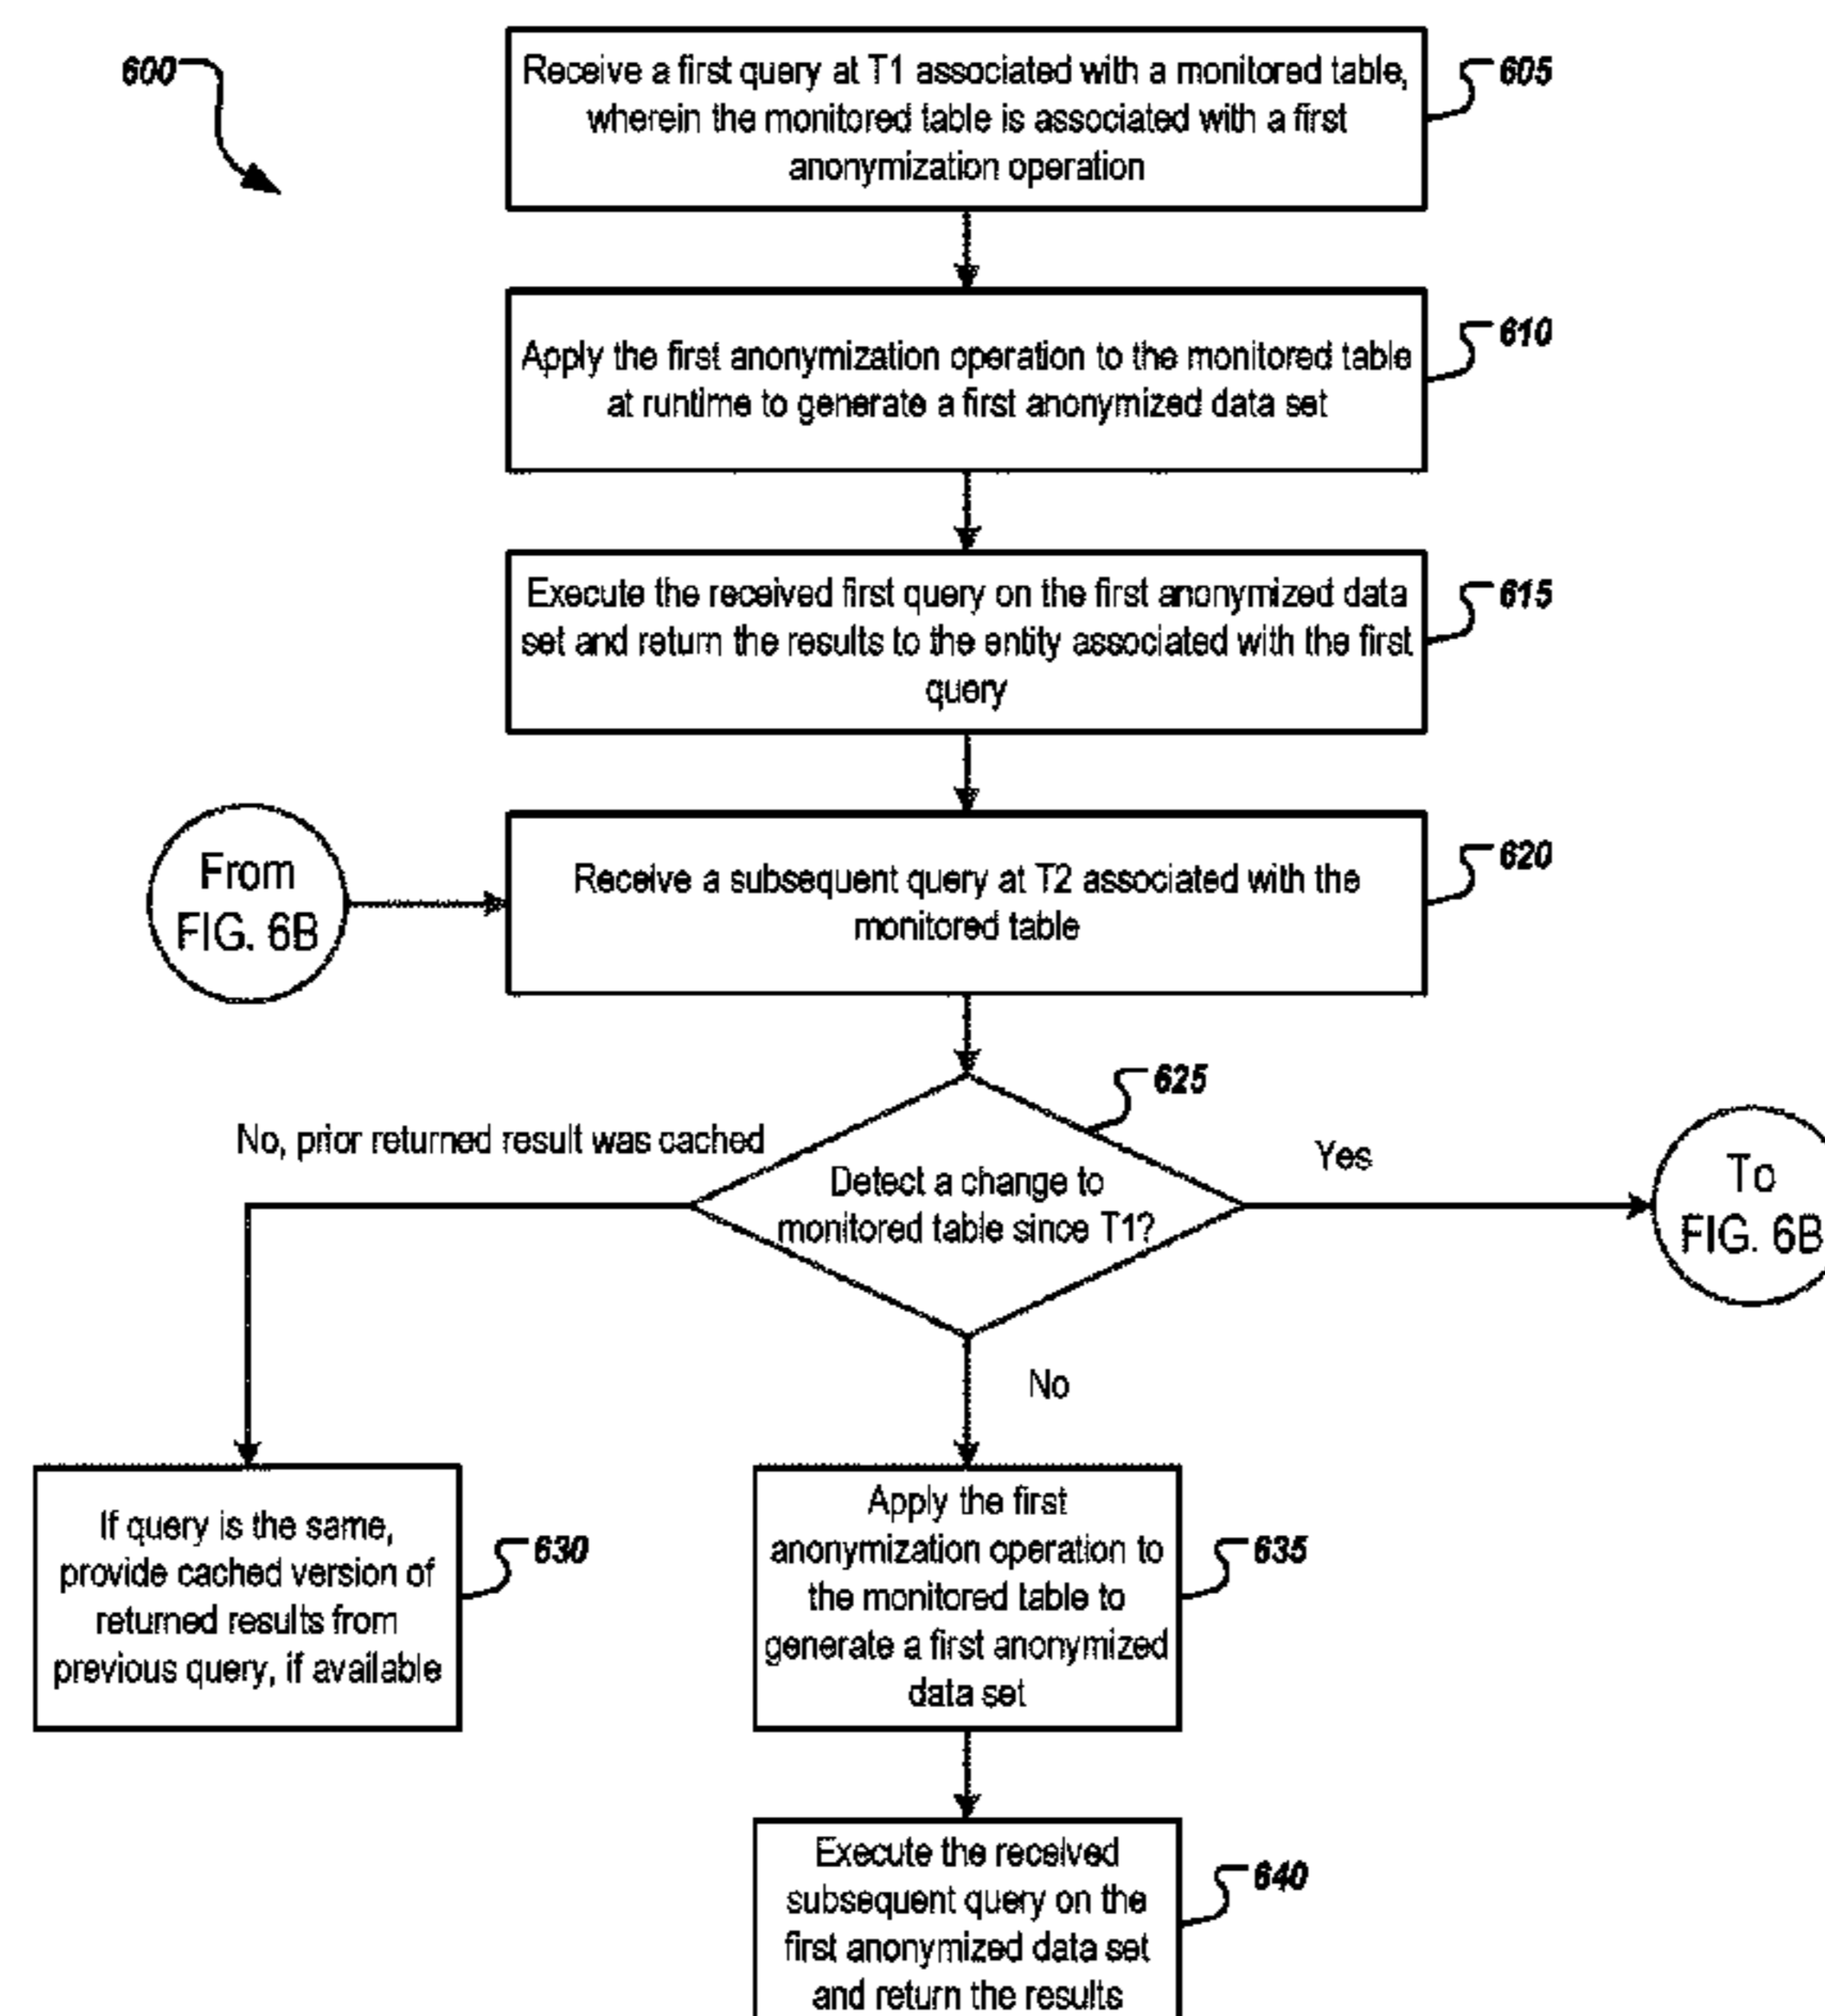 600
Receive a first query at T1 associated with a monitored table,
wherein the monitored table is associated with a first
anonymization operation
605
Apply the first anonymization operation to the monitored table
at runtime to generate a first anonymized data set
610
Execute the received first query on the first anonymized data
set and return the results to the entity associated with the first
query
615
From
FIG. 6B
Receive a subsequent query at T2 associated with the
monitored table
620
625
No, prior returned result was cached
Detect a change to
monitored table since T1?
Yes
To
FIG. 6B
No
If query is the same,
provide cached version of
returned results from
previous query, if available
630
Apply the first
anonymization operation to
the monitored table to
generate a first anonymized
data set
635
Execute the received
subsequent query on the
first anonymized data set
and return the results
640